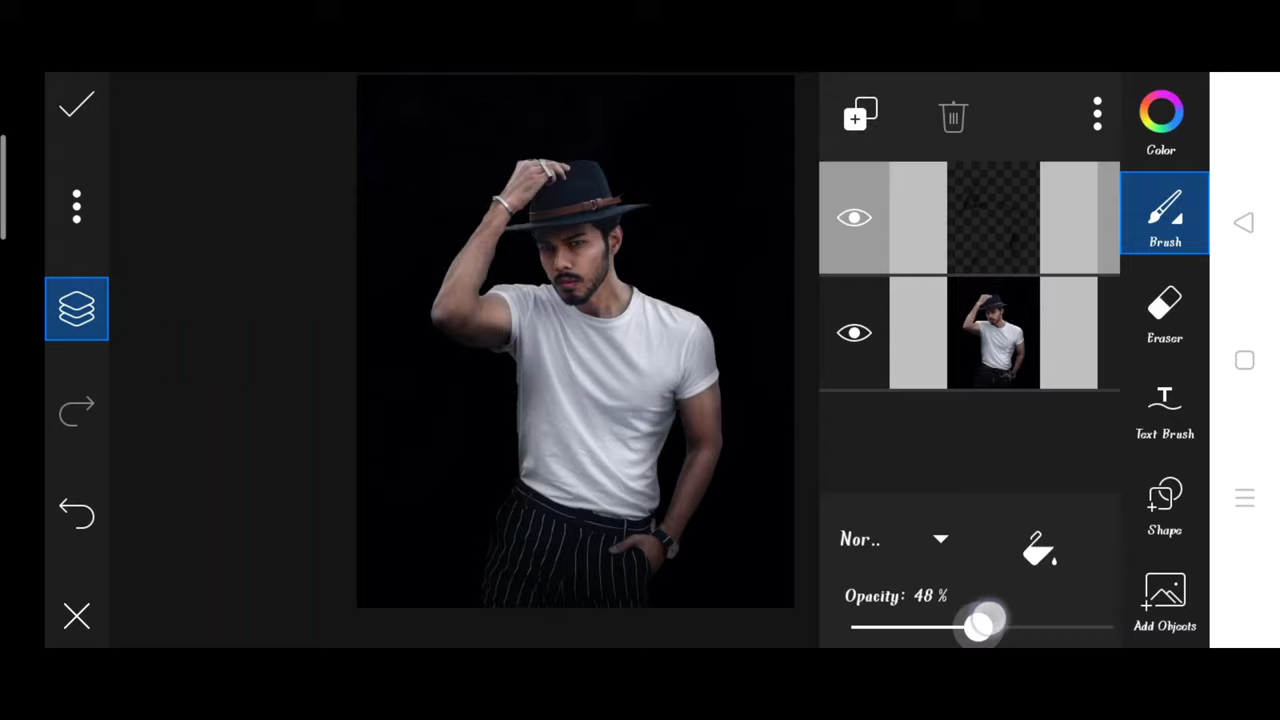 Color
Brush
Eraser
Text Brush
Shape
Nor..
Opacity: 48 %
Add Objects